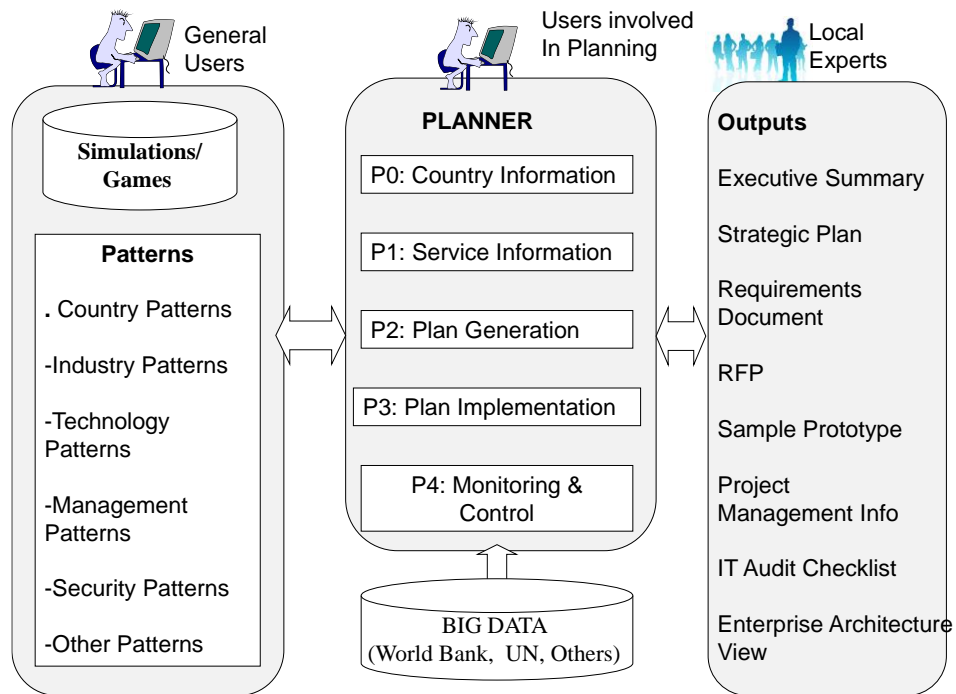 General
Users
Simulations/
Games
Patterns
. Country Patterns
-Industry Patterns
-Technology
Patterns
-Management
Patterns
-Security Patterns
-Other Patterns
Users involved
In Planning
PLANNER
P0: Country Information
P1: Service Information
P2: Plan Generation
P3: Plan Implementation
P4: Monitoring &
Control
BIG DATA
(World Bank, UN, Others)
Local
Experts
Outputs
Executive Summary
Strategic Plan
Requirements
Document
RFP
Sample Prototype
Project
Management Info
IT Audit Checklist
Enterprise Architecture
View